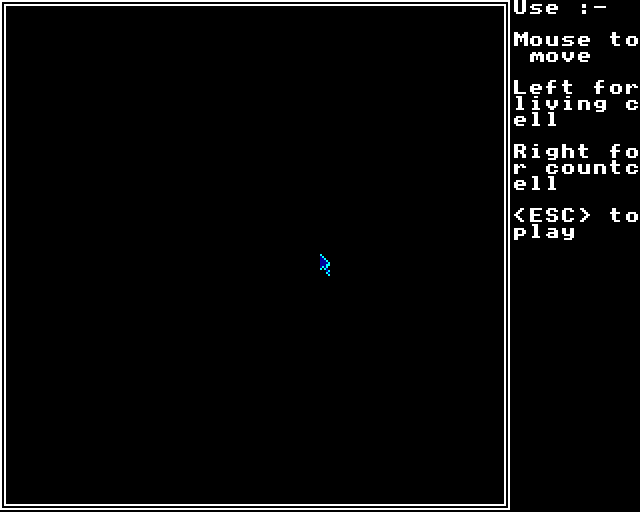 Use :-
Mouse to
move
Left for
living c
ell
Right fo
r countc
ell
<ESC> to
play